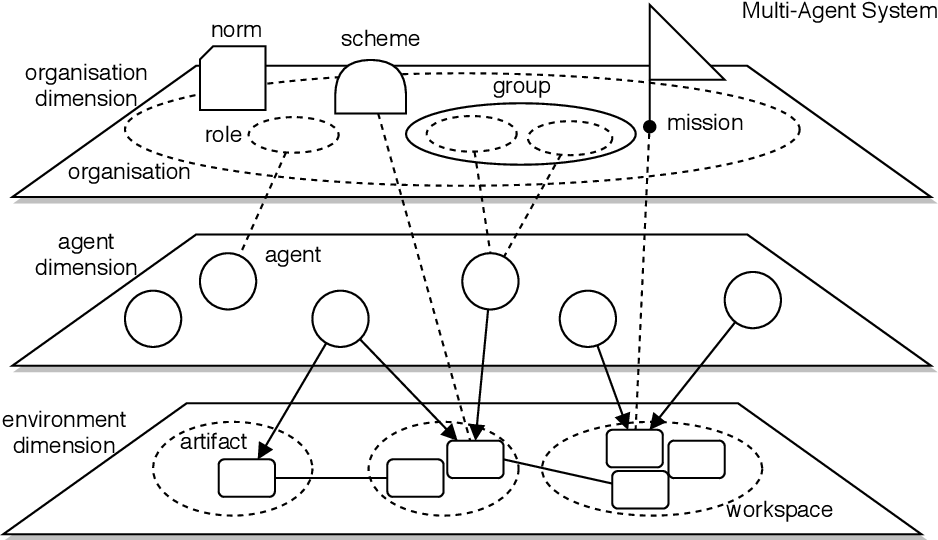 Multi-Agent System
norm
scheme
organisation
dimension
group
role
mission
organisation
agent
dimension
agent
environment
dimension
artifact
workspace